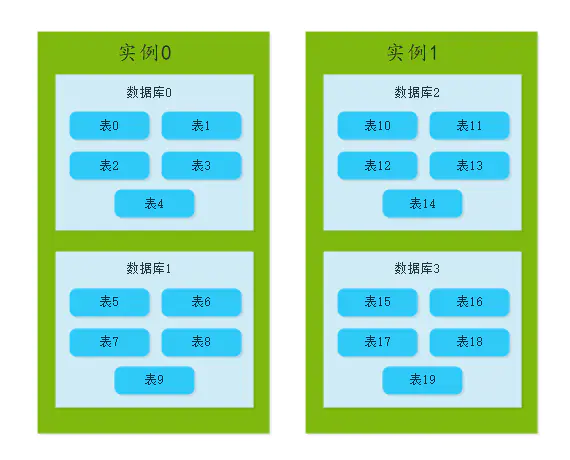 实例0
数据库0
表0 表1
表2 表3
表4
数据库1
表5 表6
表7 表8
表9
实例1
数据库2
表10 表11
表12 表13
表14
数据库3
表15 表16
表17 表18
表19